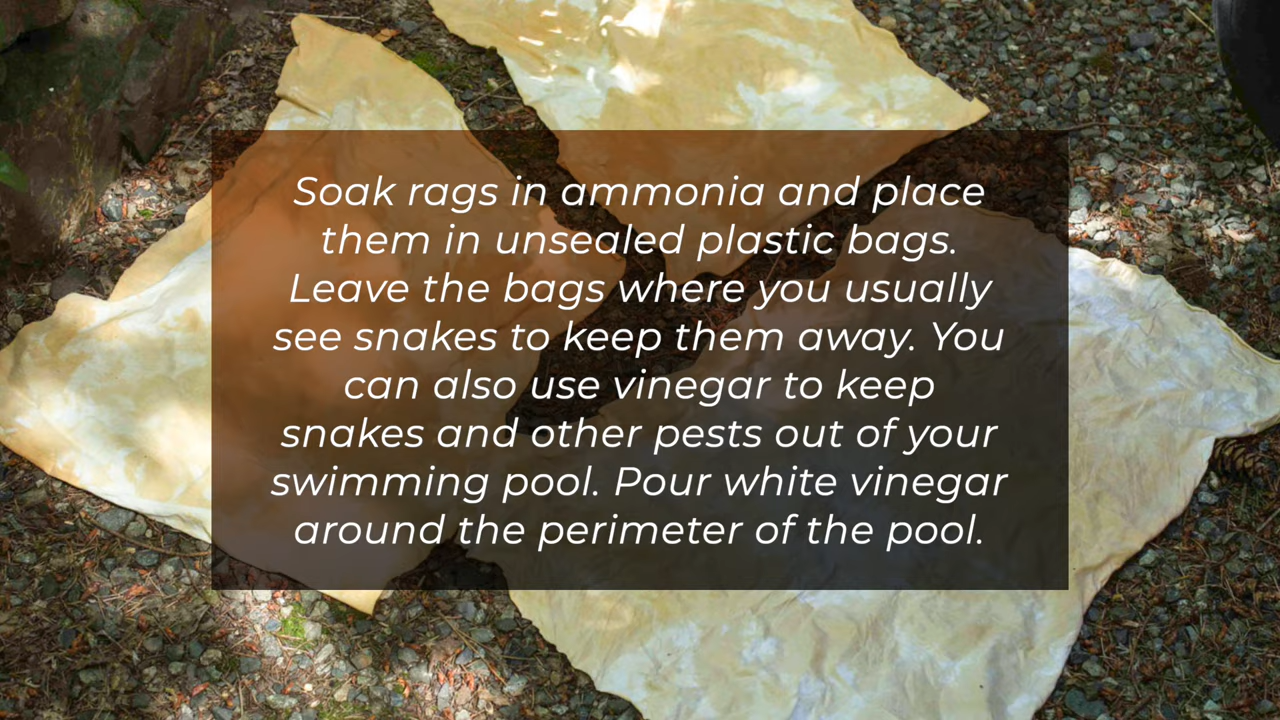 Soak rags in ammonia and place
them in unsealed plastic bags.
Leave the bags where you usually
see snakes to keep them away. You
can also use vinegar to keep
snakes and other pests out of your
swimming pool. Pour white vinegar
around the perimeter of the pool.